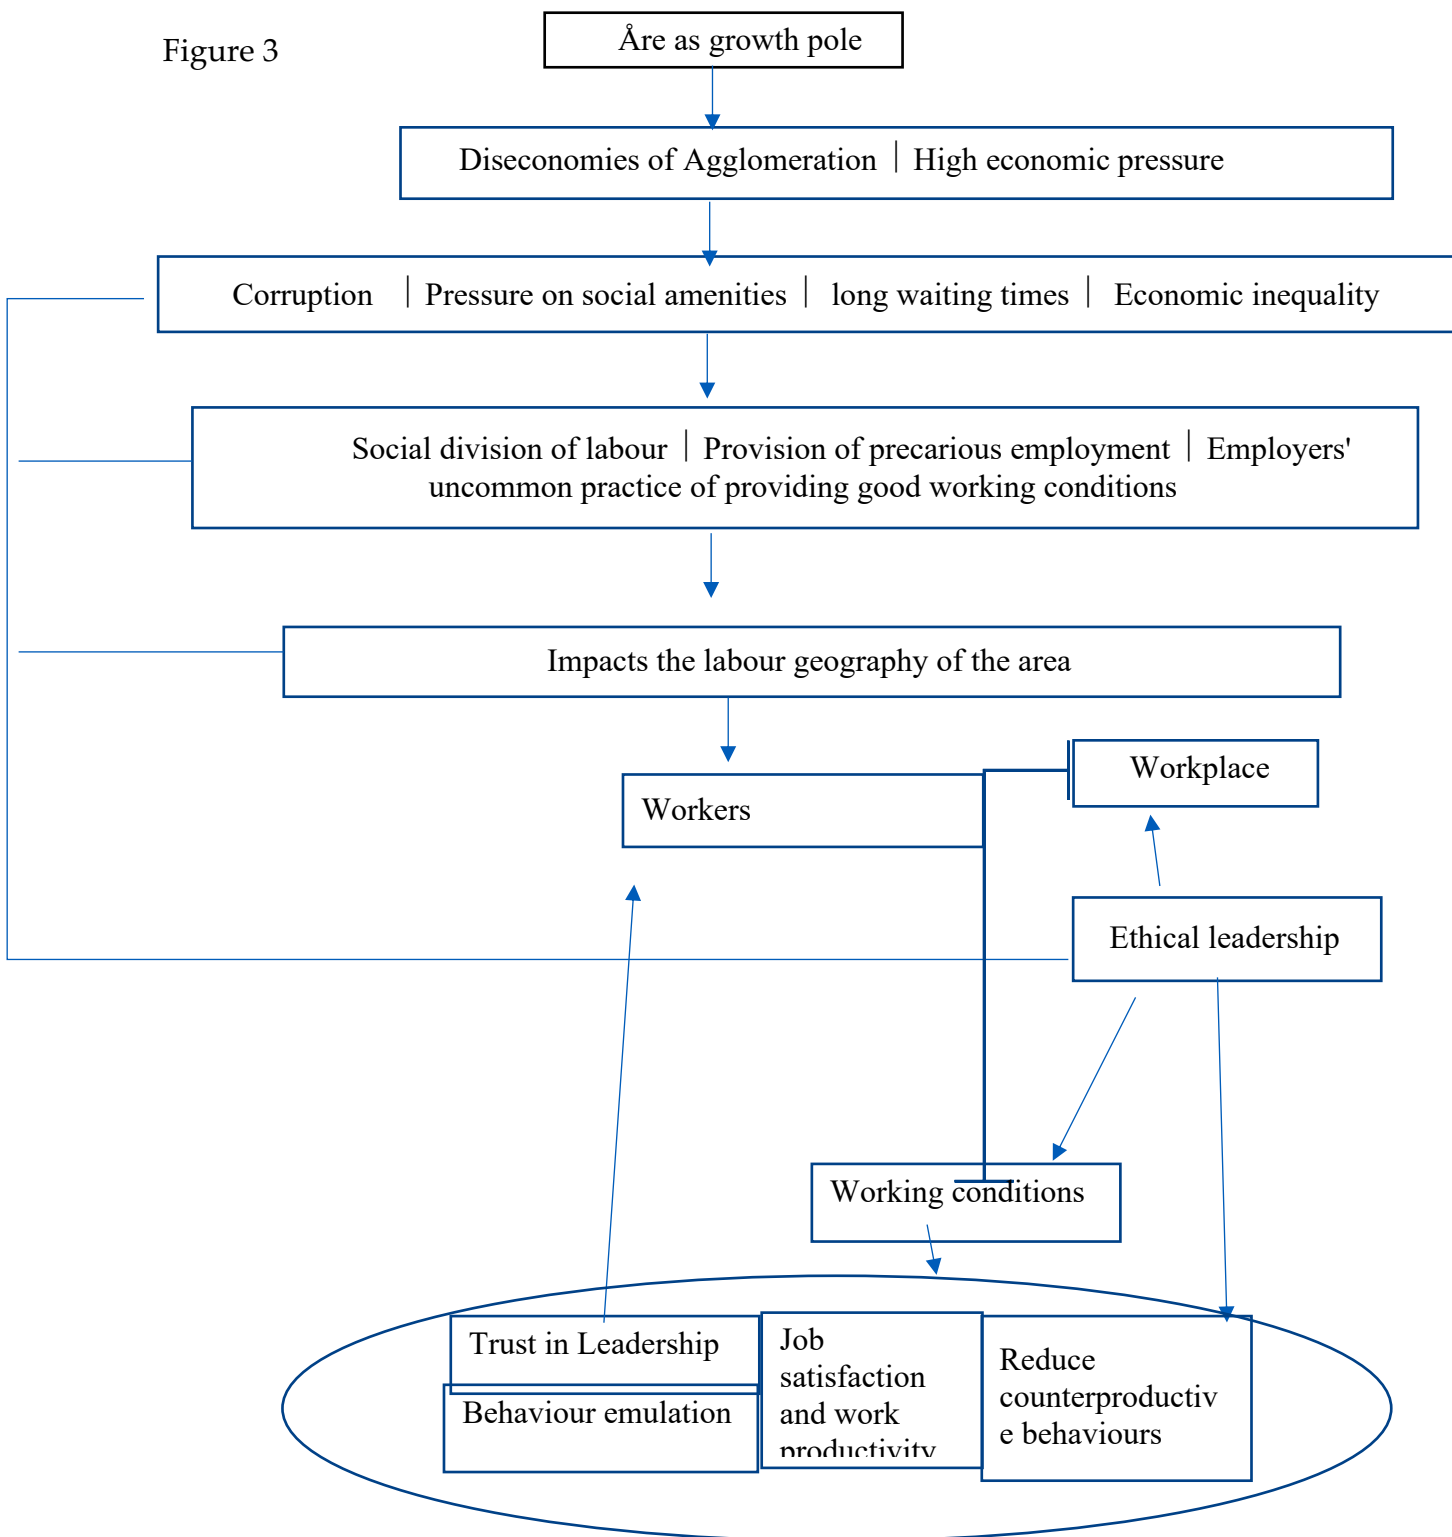 Figure 3
Åre as growth pole
Diseconomies of Agglomeration | High economic pressure
Corruption | Pressure on social amenities | long waiting times | Economic inequality
Social division of labour | Provision of precarious employment | Employers'
uncommon practice of providing good working conditions
Impacts the labour geography of the area
Workplace
Workers
Ethical leadership
Working conditions
Trust in Leadership
Behaviour emulation
Job
satisfaction
and work
productivity
Reduce
counterproductiv
e behaviours